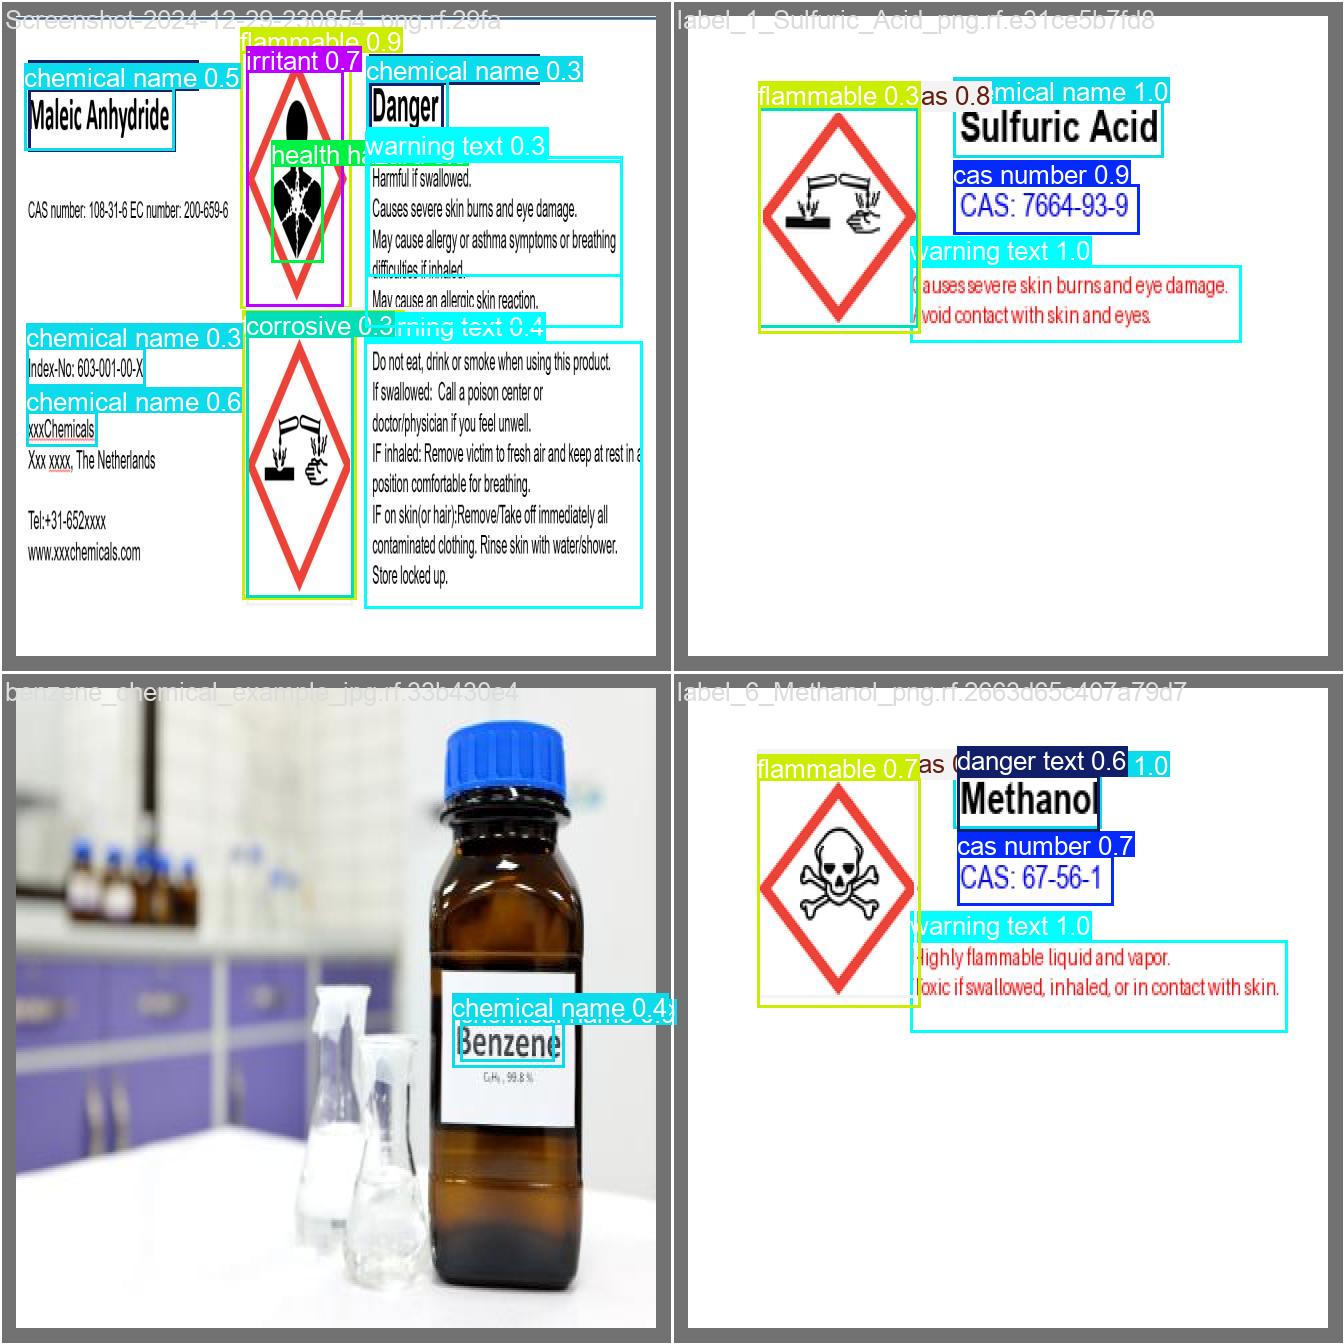 Screenshot-2024-12-29-230854_png.rf.29fa
flammable 0.9
irritant 0.7
chemical name 0.5
chemical name 0.3
Maleic Anhydride
Danger
health
warning text 0.3
Harmful if swallowed.
Causes severe skin burns and eye damage.
May cause allergy or asthma symptoms or breathing
difficulties if inhaled.
May cause an allergic skin reaction.
CAS number: 108-31-6 EC number: 200-659-6
corrosive 0.3
rning text 0.4
chemical name 0.3
Index-No: 603-001-00-X
chemical name 0.6
xxxChemicals
Xxx xxxx, The Netherlands
Tel:+31-652xxxx
www.xxxchemicals.com
Do not eat, drink or smoke when using this product.
If swallowed: Call a poison center or
doctor/physician if you feel unwell.
IF inhaled: Remove victim to fresh air and keep at rest in a
position comfortable for breathing.
IF on skin(or hair):Remove/Take off immediately all
contaminated clothing. Rinse skin with water/shower.
Store locked up.
label_1_Sulfuric_Acid_png.rf.e31ce5b7fd8
flammable 0.3
as 0.8
mical name 1.0
Sulfuric Acid
cas number 0.9
CAS: 7664-93-9
warning text 1.0
Causes severe skin burns and eye damage.
Avoid contact with skin and eyes.
benzene_chemical_example_jpg.rf.33b430e4
chemical name 0.4
Benzene
C₆H₆ , 99.8 %
label_6_Methanol_png.rf.2663d65c407a79d7
flammable 0.7
as
danger text 0.6
1.0
Methanol
cas number 0.7
CAS: 67-56-1
warning text 1.0
Highly flammable liquid and vapor.
Toxic if swallowed, inhaled, or in contact with skin.